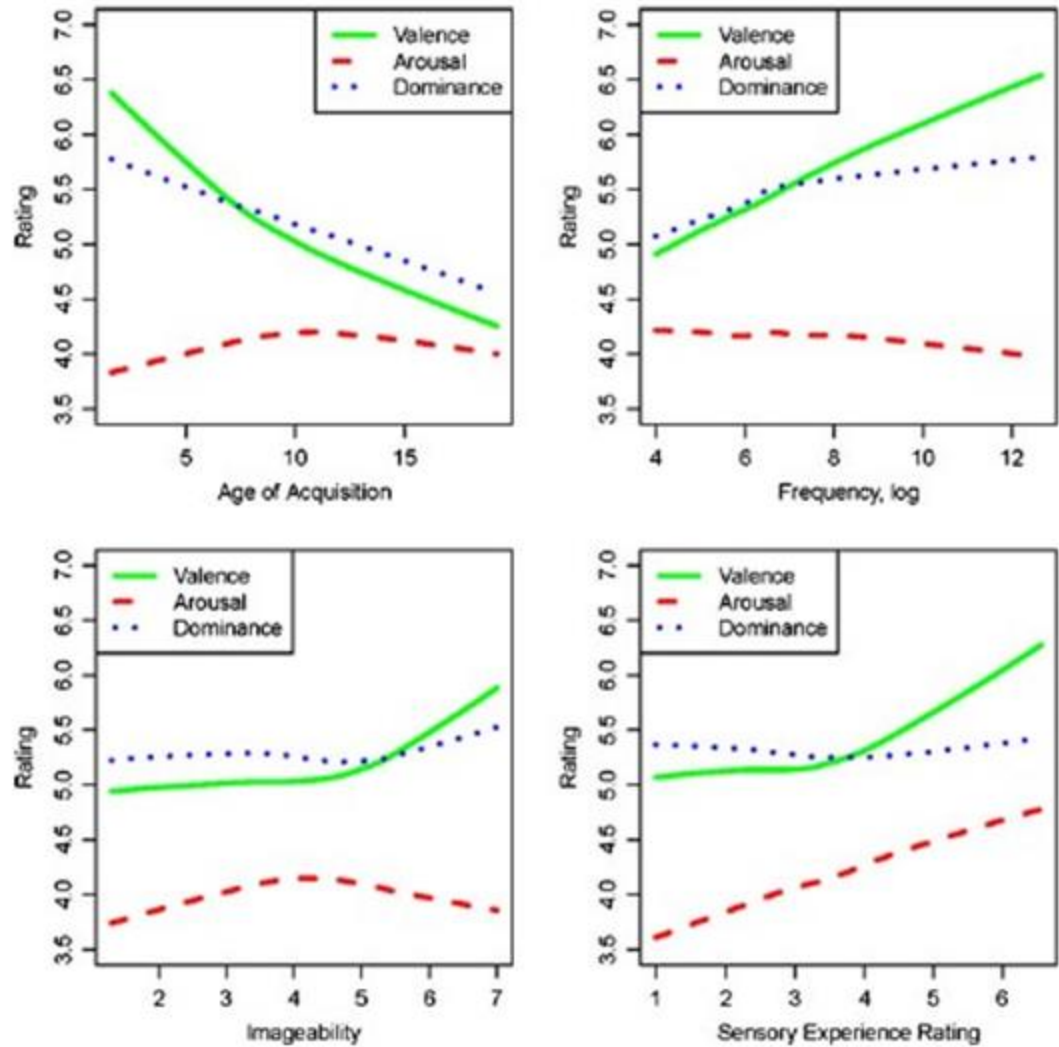 Valence
Arousal
Dominance
7.0
6.5
6.0
5.5
5.0
4.5
4.0
3.5
Rating
5 10 15
Age of Acquisition
Valence
Arousal
Dominance
7.0
6.5
6.0
5.5
5.0
4.5
4.0
3.5
Rating
4 6 8 10 12
Frequency, log
Valence
Arousal
Dominance
7.0
6.5
6.0
5.5
5.0
4.5
4.0
3.5
Rating
2 3 4 5 6 7
Imageability
Valence
Arousal
Dominance
7.0
6.5
6.0
5.5
5.0
4.5
4.0
3.5
Rating
1 2 3 4 5 6
Sensory Experience Rating